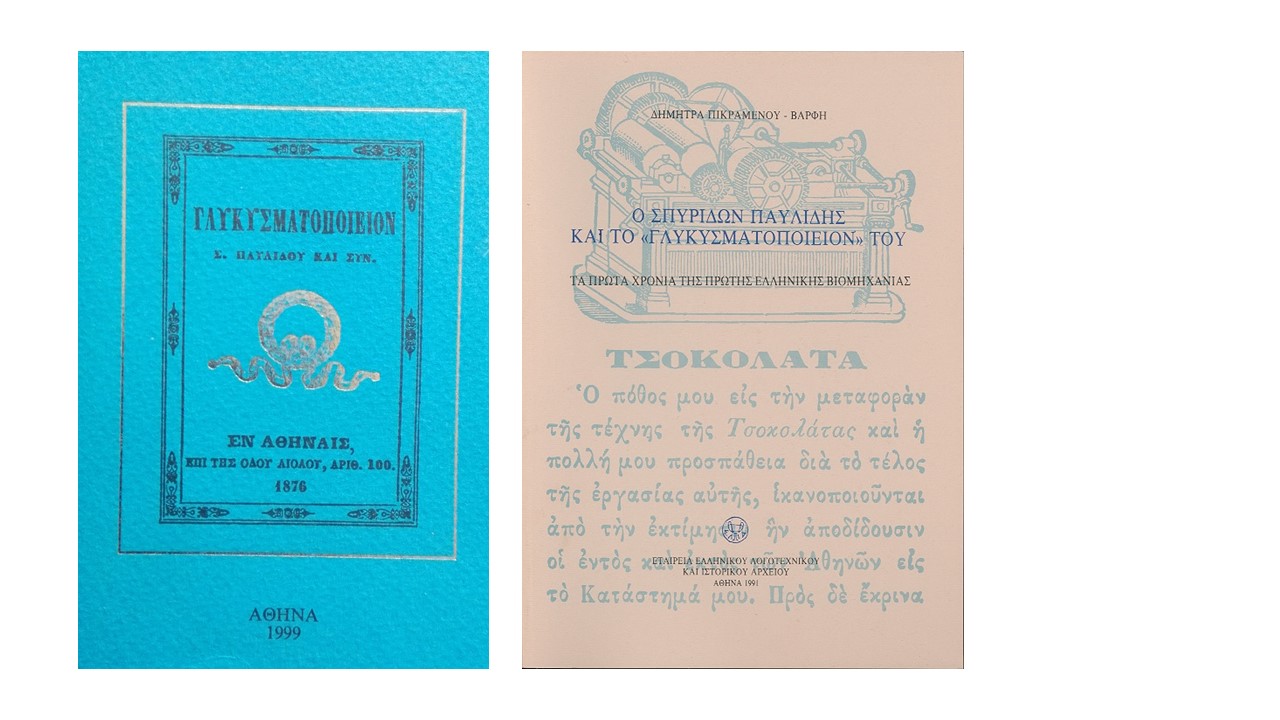 ΓΛΥΚΥΣΜΑΤΟΠΟΙΕΙΟΝ
Σ. ΠΑΥΛΙΔΟΥ ΚΑΙ ΣΥΝ.
ΕΝ ΑΘΗΝΑΙΣ,
ΕΠΙ ΤΗΣ ΟΔΟΥ ΑΙΟΛΟΥ, ΑΡΙΘ. 100.
1876
ΑΘΗΝΑ
1999
ΔΗΜΗΤΡΑ ΠΙΚΡΑΜΕΝΟΥ - ΒΑΡΦΗ
Ο ΣΠΥΡΙΔΩΝ ΠΑΥΛΙΔΗΣ
ΚΑΙ ΤΟ «ΓΛΥΚΥΣΜΑΤΟΠΟΙΕΙΟΝ» ΤΟΥ
ΤΑ ΠΡΩΤΑ ΧΡΟΝΙΑ ΤΗΣ ΠΡΩΤΗΣ ΕΛΛΗΝΙΚΗΣ ΒΙΟΜΗΧΑΝΙΑΣ
ΤΣΟΚΟΛΑΤΑ
Ὁ πόθος μου εἰς τὴν μεταφορὰν
τῆς τέχνης τῆς Τσοκολάτας καὶ ἡ
πολλή μου προσπάθεια διὰ τὸ τέλος
τῆς ἐργασίας αὐτῆς, ἱκανοποιοῦνται
ἀπὸ τὴν ἣν ἀποδίδουσιν
οἱ ἐντὸς Ἀθηνῶν εἰς
τὸ Κατάστημά μου. Πρὸς δὲ ἔκρινα
ΕΤΑΙΡΕΙΑ ΕΛΛΗΝΙΚΟΥ ΛΟΓΟΤΕΧΝΙΚΟΥ
ΚΑΙ ΙΣΤΟΡΙΚΟΥ ΑΡΧΕΙΟΥ
ΑΘΗΝΑ 1991